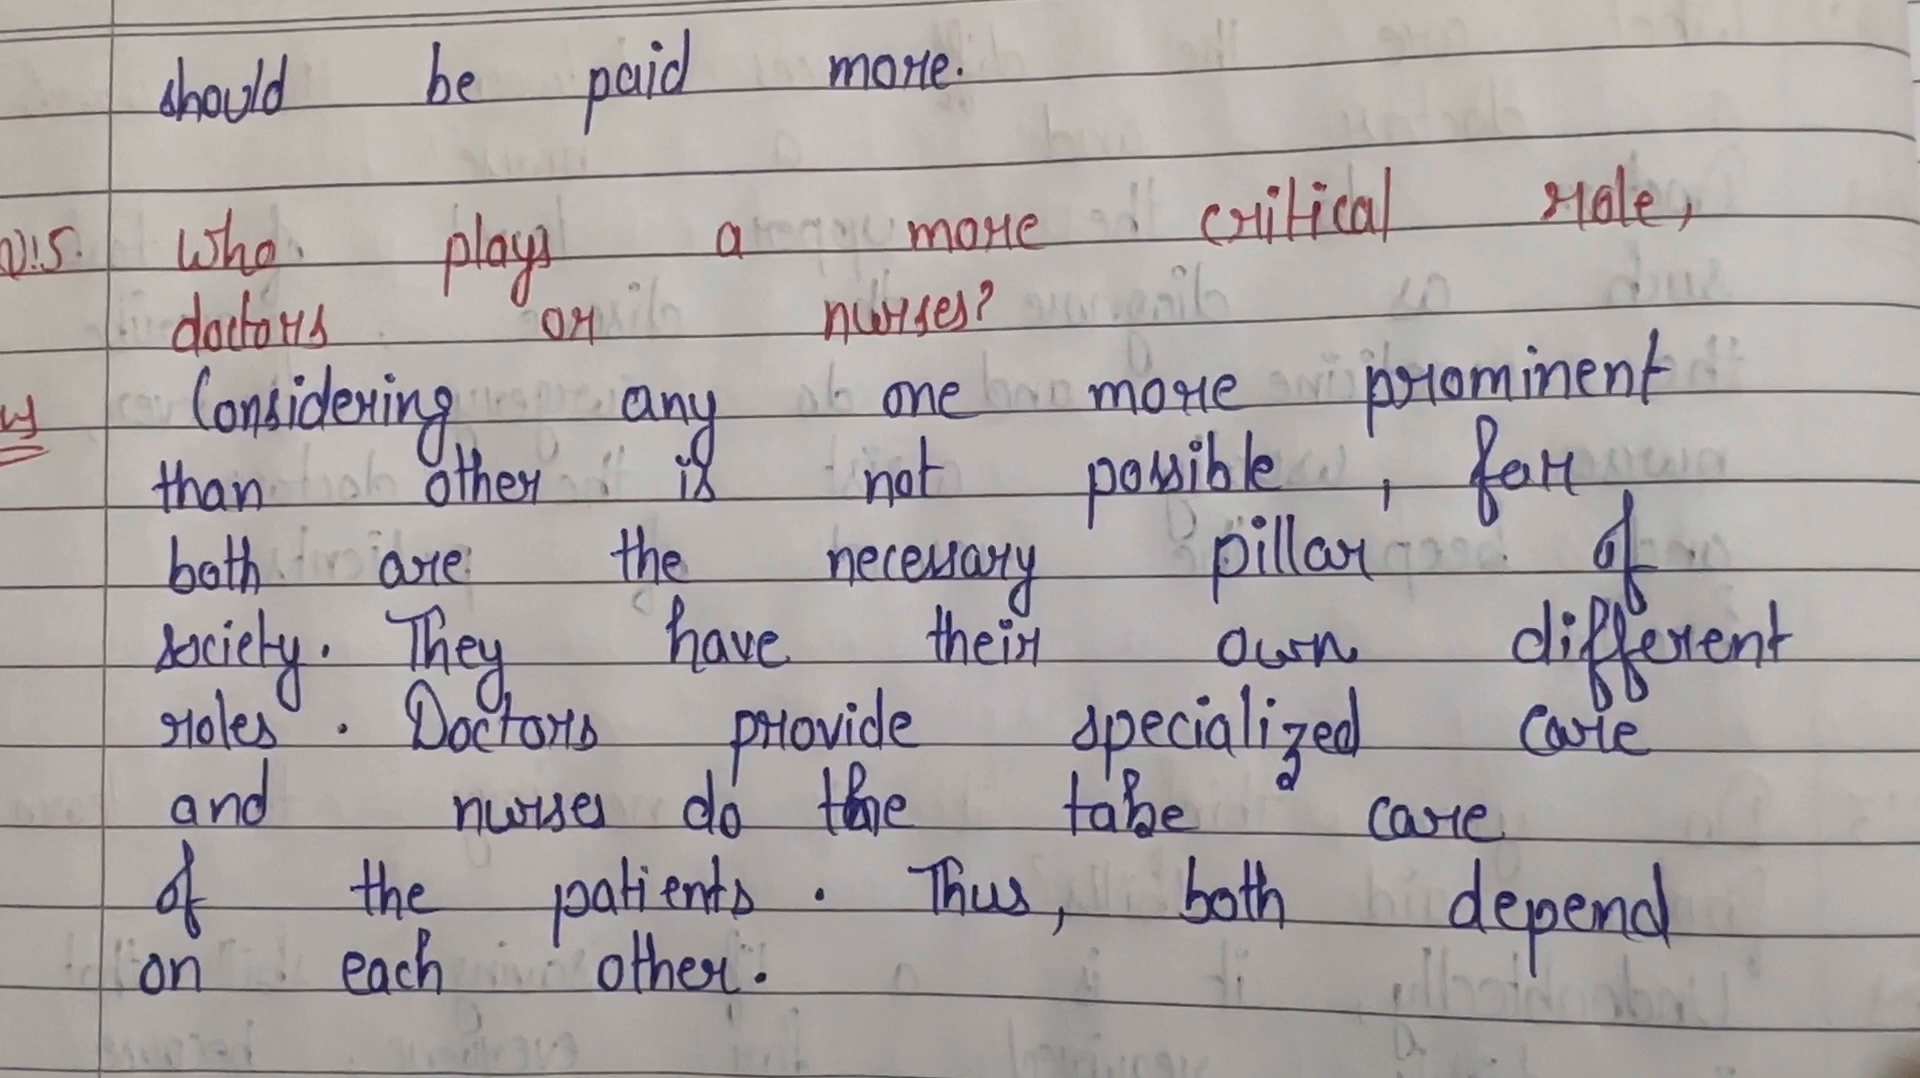 should be paid more.
Q.5. Who plays a more critical role,
doctors or nurses?
Considering any one more prominent
than other is not possible, for
both are the necessary pillar of
society. They have their own different
roles. Doctors provide specialized care
and nurses do the take care
of the patients. Thus, both depend
on each other.